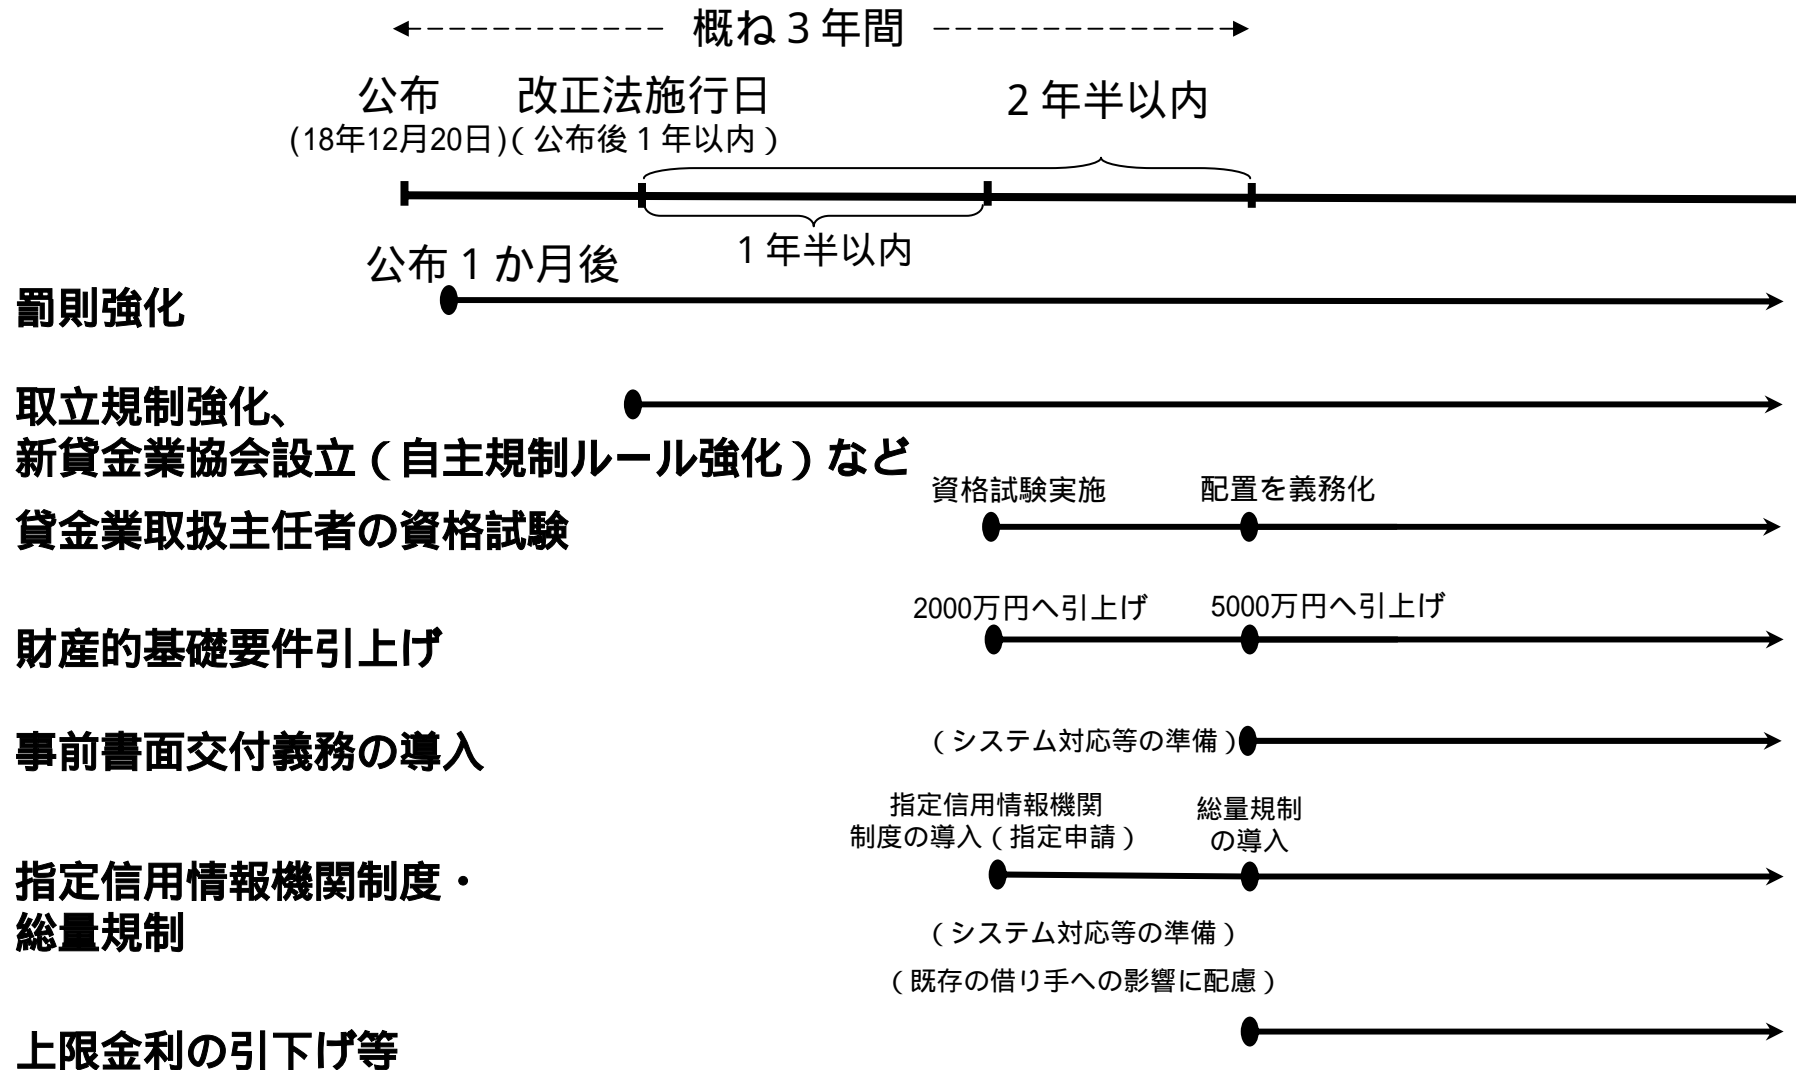 概ね３年間
公布 改正法施行日 ２年半以内
(18年12月20日)（公布後１年以内）
１年半以内
公布１か月後
罰則強化
取立規制強化、
新貸金業協会設立（自主規制ルール強化）など
資格試験実施 配置を義務化
貸金業取扱主任者の資格試験
2000万円へ引上げ 5000万円へ引上げ
財産的基礎要件引上げ
事前書面交付義務の導入 （システム対応等の準備）
指定信用情報機関 総量規制
制度の導入（指定申請） の導入
指定信用情報機関制度・
総量規制 （システム対応等の準備）
（既存の借り手への影響に配慮）
上限金利の引下げ等